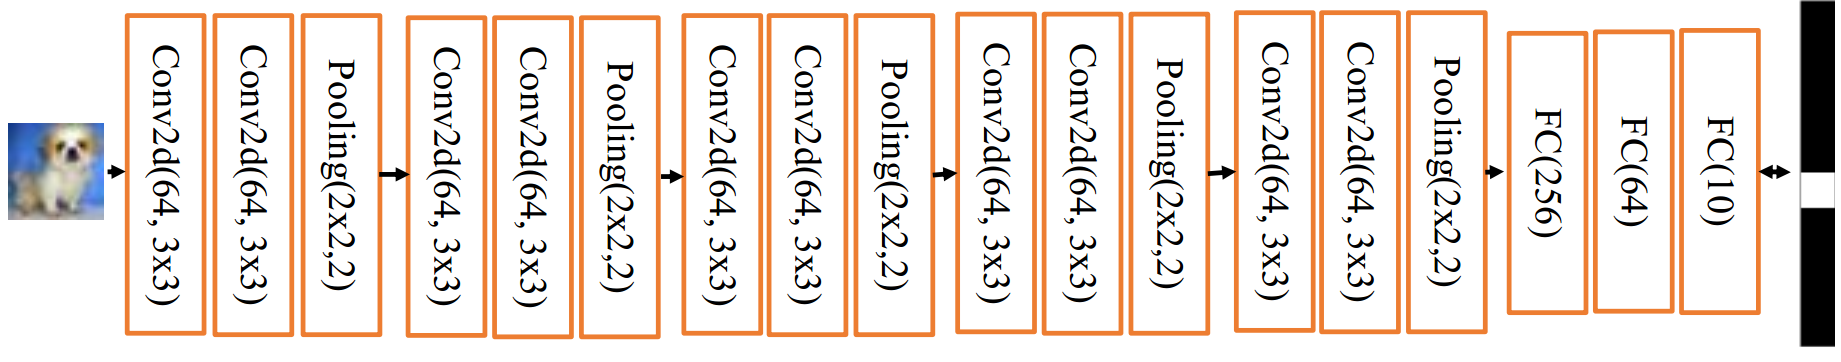 Conv2d(64, 3x3)
Conv2d(64, 3x3)
Pooling(2x2,2)
Conv2d(64, 3x3)
Conv2d(64, 3x3)
Pooling(2x2,2)
Conv2d(64, 3x3)
Conv2d(64, 3x3)
Pooling(2x2,2)
Conv2d(64, 3x3)
Conv2d(64, 3x3)
Pooling(2x2,2)
Conv2d(64, 3x3)
Conv2d(64, 3x3)
Pooling(2x2,2)
FC(256)
FC(64)
FC(10)